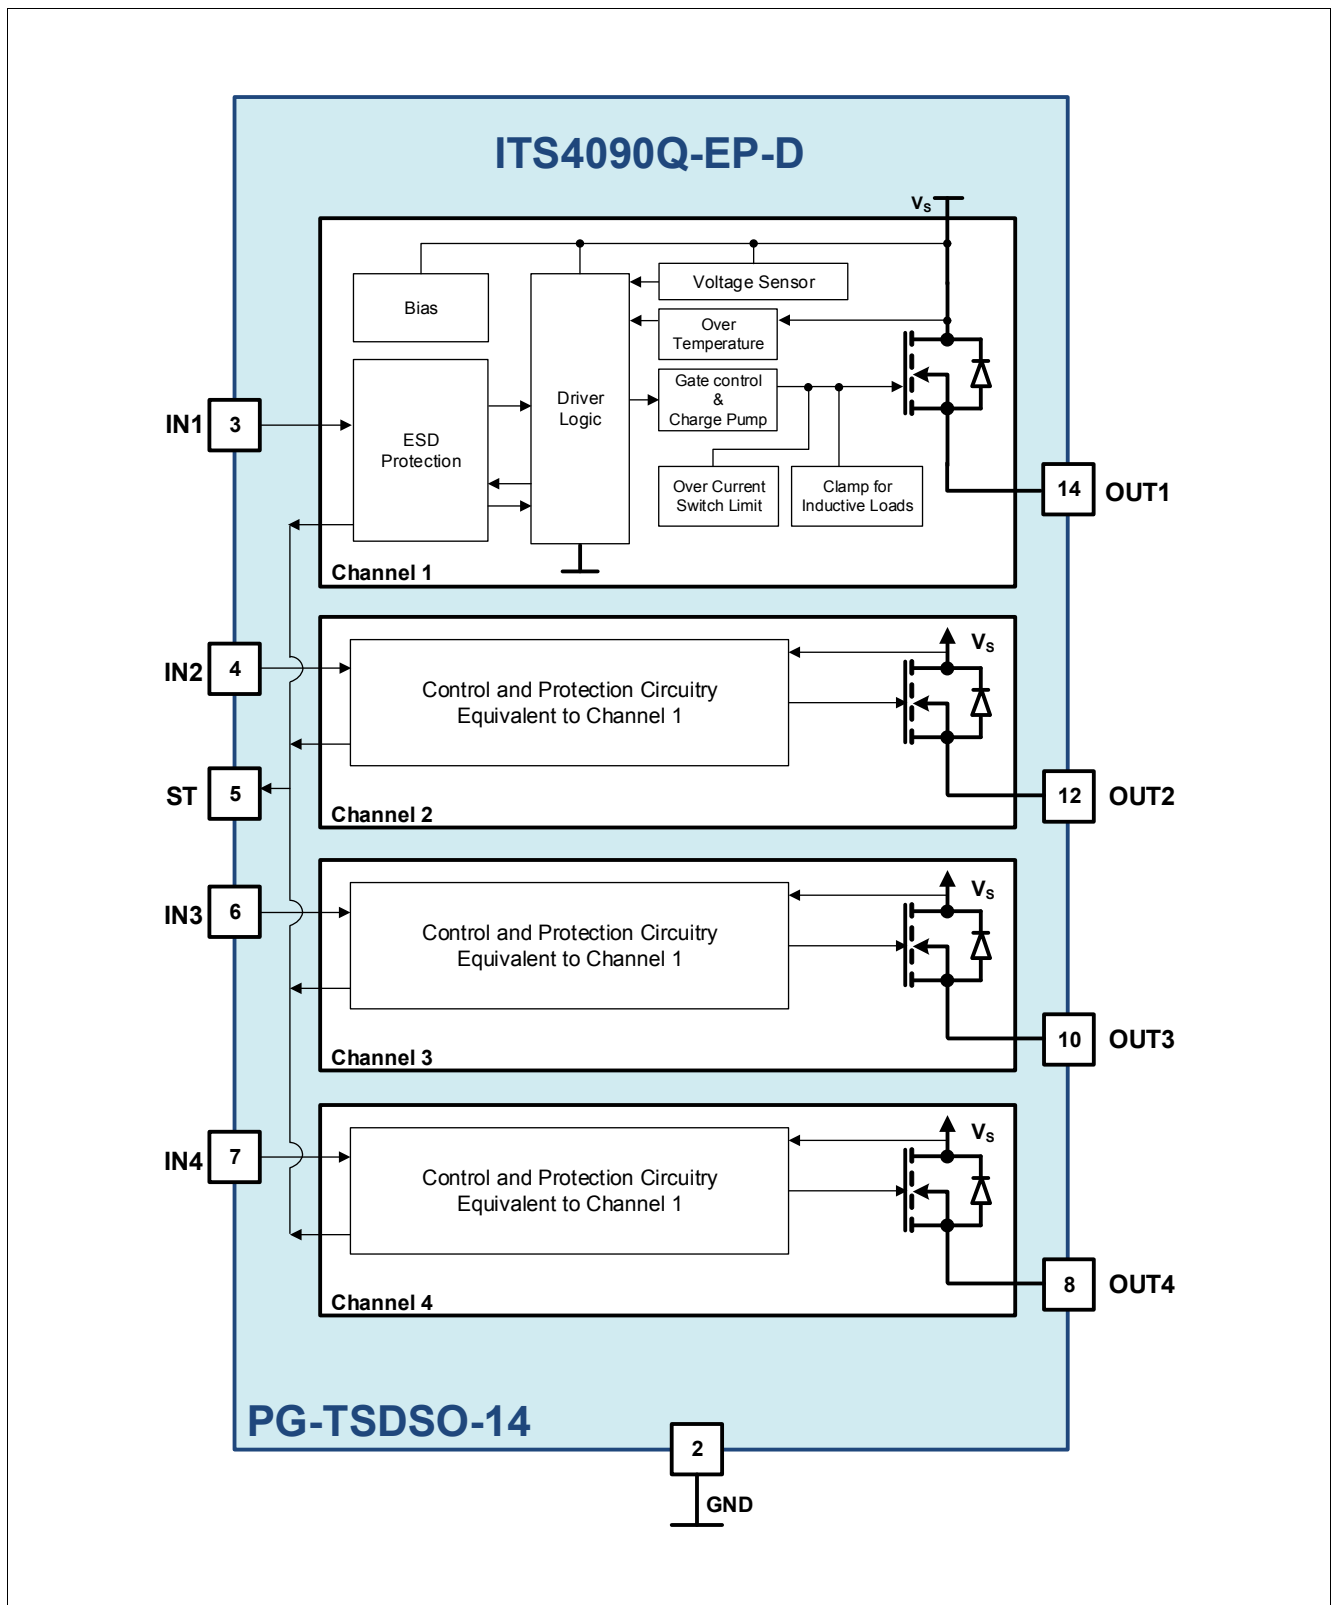 ITS4090Q-EP-D
VS
Voltage Sensor
Bias
Over
Temperature
Driver
Logic
Gate control
&
Charge Pump
IN1
3
ESD
Protection
Over Current
Switch Limit
Clamp for
Inductive Loads
14
OUT1
Channel 1
IN2
4
Control and Protection Circuitry
Equivalent to Channel 1
VS
ST
5
12
OUT2
Channel 2
IN3
6
Control and Protection Circuitry
Equivalent to Channel 1
VS
10
OUT3
Channel 3
IN4
7
Control and Protection Circuitry
Equivalent to Channel 1
VS
8
OUT4
Channel 4
PG-TSDSO-14
2
GND